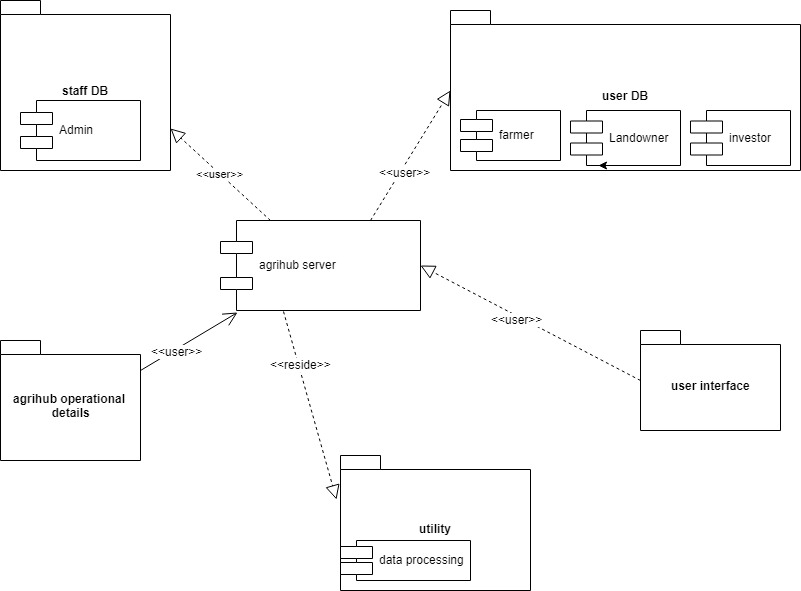 staff DB
Admin
user DB
farmer
Landowner
investor
<<user>>
<<user>>
agrihub server
<<user>>
<<user>>
<<reside>>
agrihub operational
details
user interface
utility
data processing